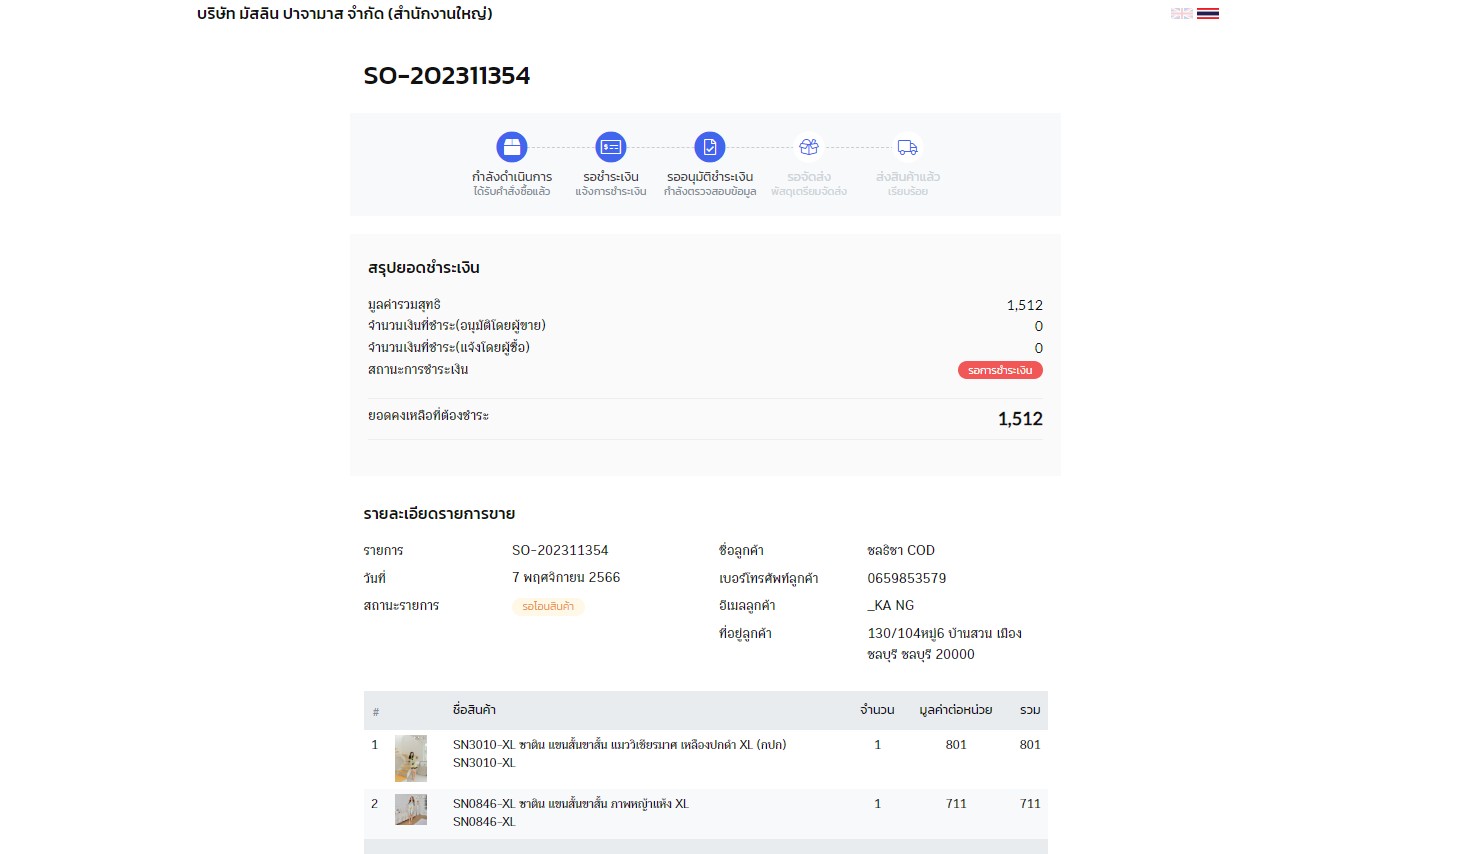 บริษัท มัสลิน ปาจามาส จำกัด (สำนักงานใหญ่)
SO-202311354
กำลังดำเนินการ
ได้รับคำสั่งซื้อแล้ว
รอชำระเงิน
แจ้งการชำระเงิน
รออนุมัติชำระเงิน
กำลังตรวจสอบข้อมูล
รอจัดส่ง
พัสดุเตรียมจัดส่ง
ส่งสินค้าแล้ว
เรียบร้อย
สรุปยอดชำระเงิน
มูลค่ารวมสุทธิ 1,512
จำนวนเงินที่ชำระ(อนุมัติโดยผู้ขาย) 0
จำนวนเงินที่ชำระ(แจ้งโดยผู้ซื้อ) 0
สถานะการชำระเงิน รอการชำระเงิน
ยอดคงเหลือที่ต้องชำระ 1,512
รายละเอียดรายการขาย
รายการ SO-202311354
วันที่ 7 พฤศจิกายน 2566
สถานะรายการ รอโอนสินค้า
ชื่อลูกค้า ชลธิชา COD
เบอร์โทรศัพท์ลูกค้า 0659853579
อีเมลลูกค้า _KA NG
ที่อยู่ลูกค้า 130/104หมู่6 บ้านสวน เมือง
ชลบุรี ชลบุรี 20000
# ชื่อสินค้า จำนวน มูลค่าต่อหน่วย รวม
1 SN3010-XL ซาติน แขนสั้นขาสั้น แมววิเชียรมาศ เหลืองปกดำ XL (กปก) 1 801 801
SN3010-XL
2 SN0846-XL ซาติน แขนสั้นขาสั้น ภาพหญ้าแห้ง XL 1 711 711
SN0846-XL